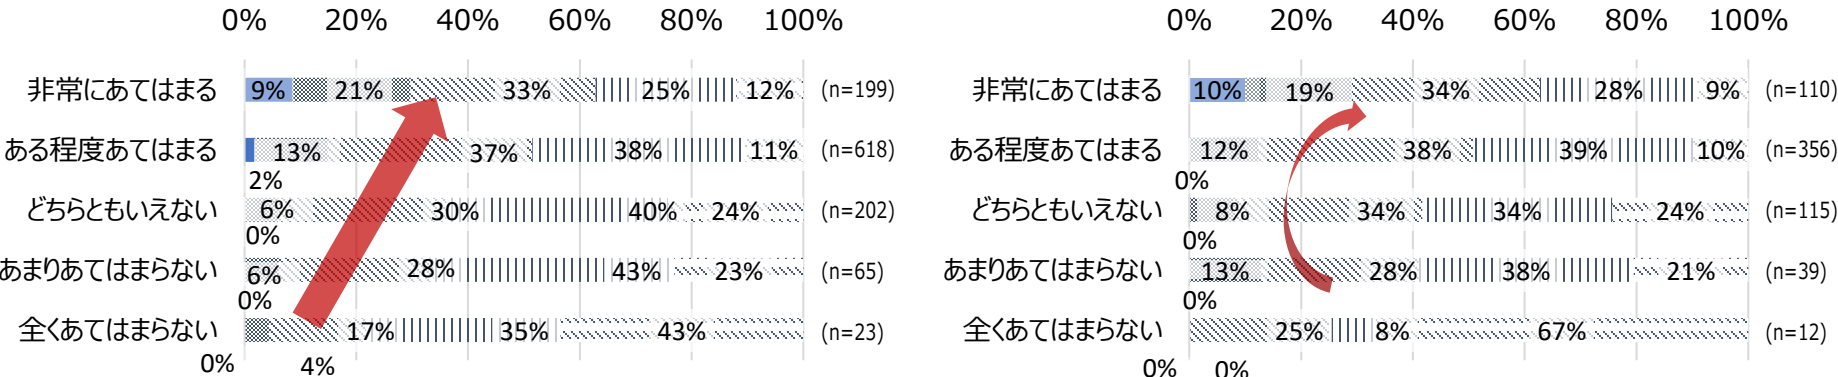 0% 20% 40% 60% 80% 100%
非常にあてはまる 9% 21% 33% 25% 12% (n=199)
ある程度あてはまる 2% 13% 37% 38% 11% (n=618)
どちらともいえない 0% 6% 30% 40% 24% (n=202)
あまりあてはまらない 0% 6% 28% 43% 23% (n=65)
全くあてはまらない 0% 4% 17% 35% 43% (n=23)
0% 20% 40% 60% 80% 100%
非常にあてはまる 10% 19% 34% 28% 9% (n=110)
ある程度あてはまる 0% 12% 38% 39% 10% (n=356)
どちらともいえない 0% 8% 34% 34% 24% (n=115)
あまりあてはまらない 0% 13% 28% 38% 21% (n=39)
全くあてはまらない 0% 0% 25% 8% 67% (n=12)